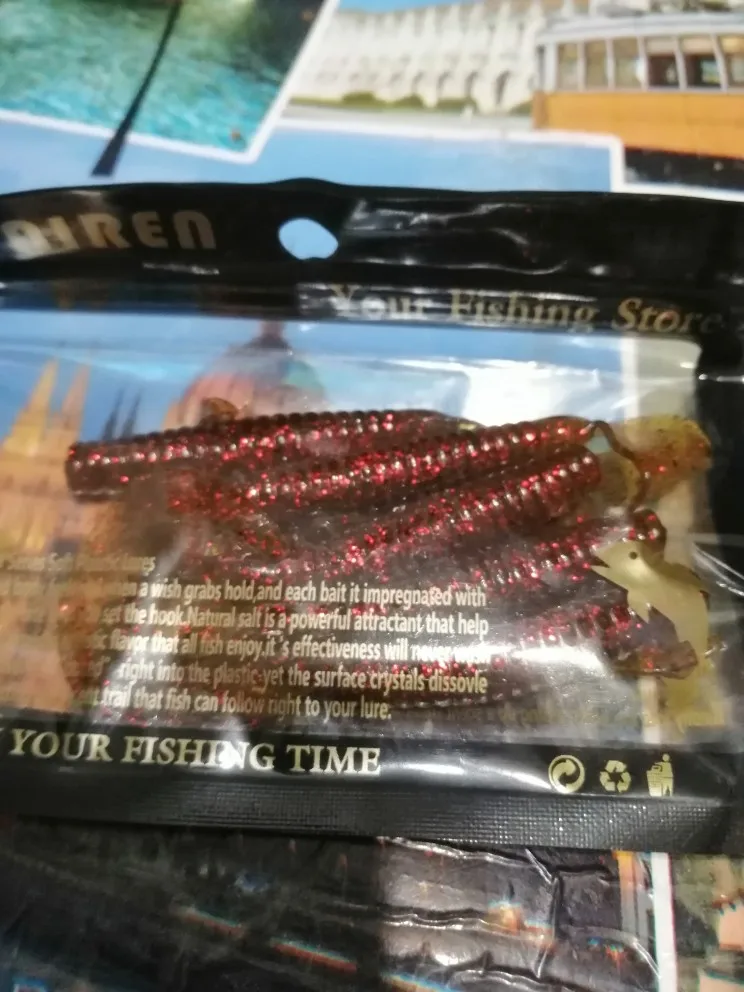 Your Fishing Store
a wish grabs hold,and each bait it impregnated with
set the hook.Natural salt is a powerful attractant that help
flavor that all fish enjoy.it's effectiveness will never
right into the plastic-yet the surface crystals dissovle
trail that fish can follow right to your lure.
YOUR FISHING TIME